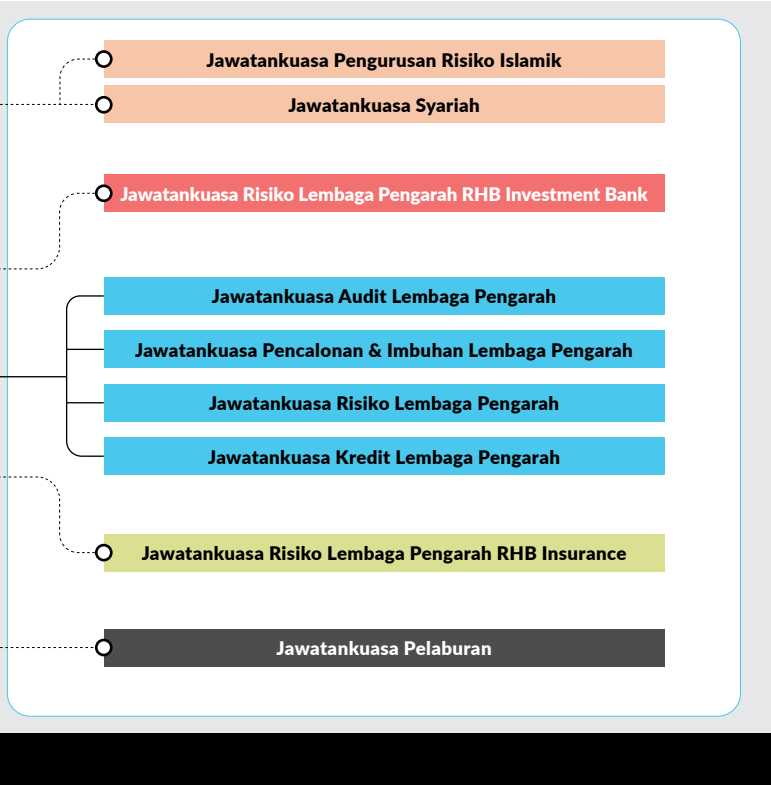 Jawatankuasa Pengurusan Risiko Islamik
Jawatankuasa Syariah
Jawatankuasa Risiko Lembaga Pengarah RHB Investment Bank
Jawatankuasa Audit Lembaga Pengarah
Jawatankuasa Pencalonan & Imbuhan Lembaga Pengarah
Jawatankuasa Risiko Lembaga Pengarah
Jawatankuasa Kredit Lembaga Pengarah
Jawatankuasa Risiko Lembaga Pengarah RHB Insurance
Jawatankuasa Pelaburan